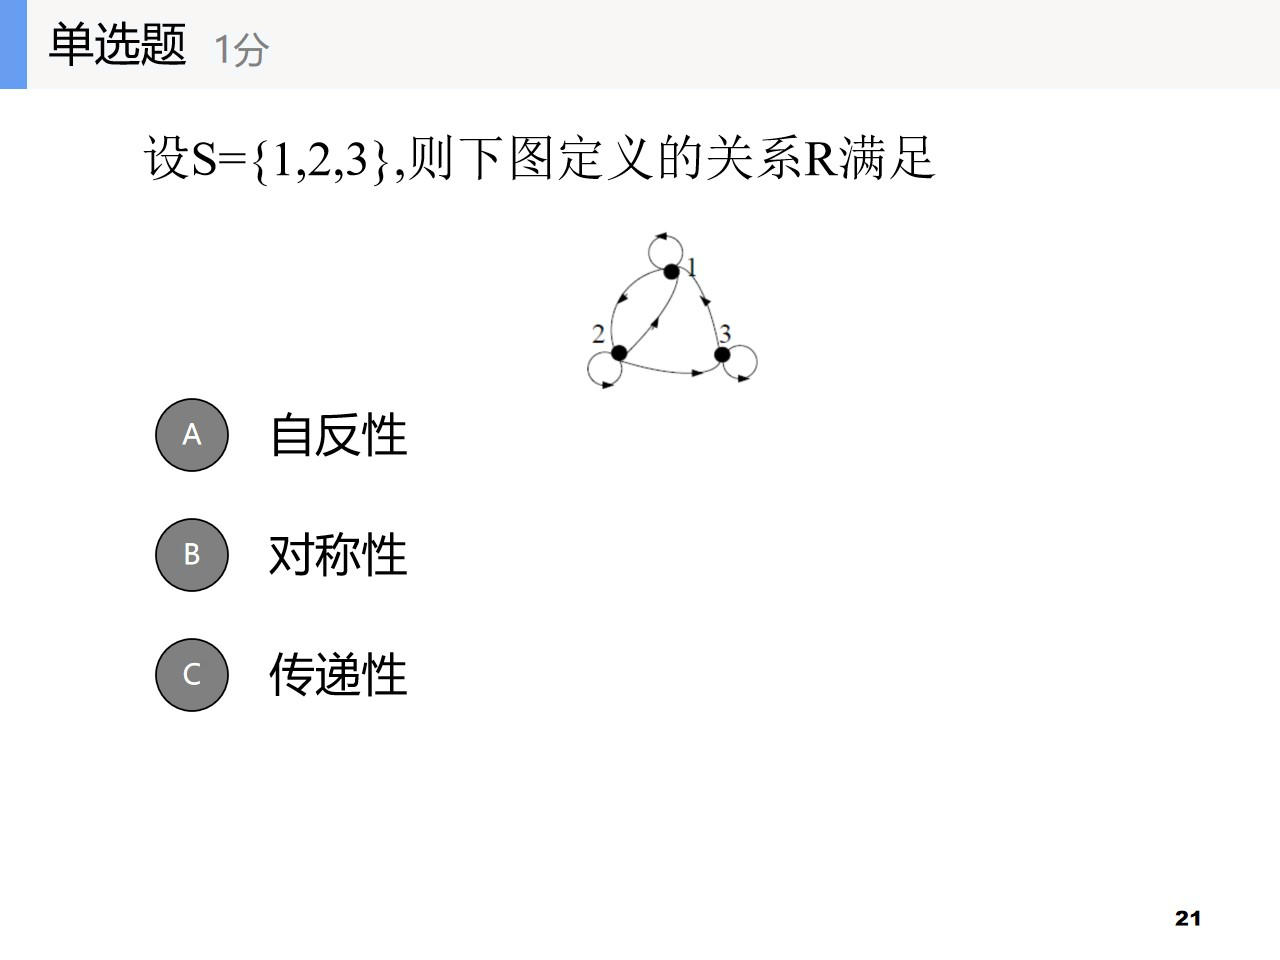 单选题 1分
设S={1,2,3},则下图定义的关系R满足
1
2
3
A 自反性
B 对称性
C 传递性
21